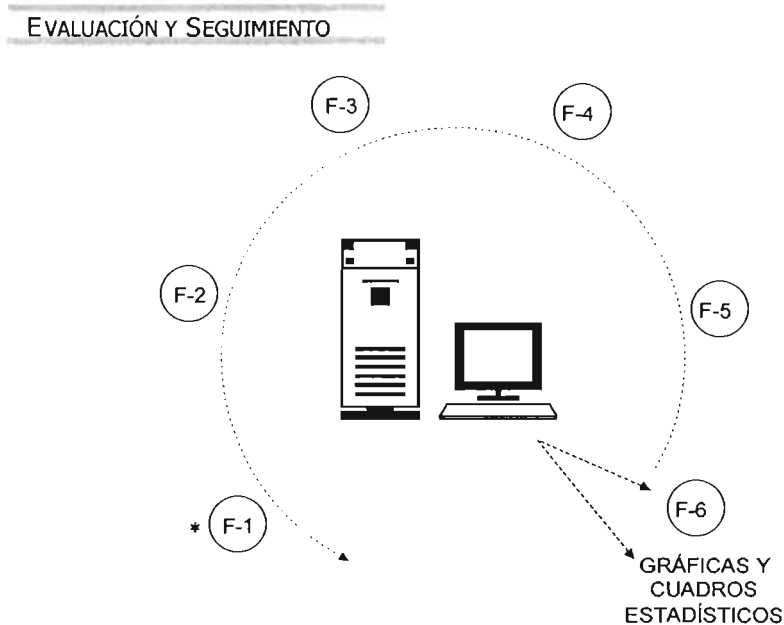 EVALUACIÓN Y SEGUIMIENTO
F-3
F-4
F-2
F-5
* F-1
F-6
GRÁFICAS Y
CUADROS
ESTADÍSTICOS